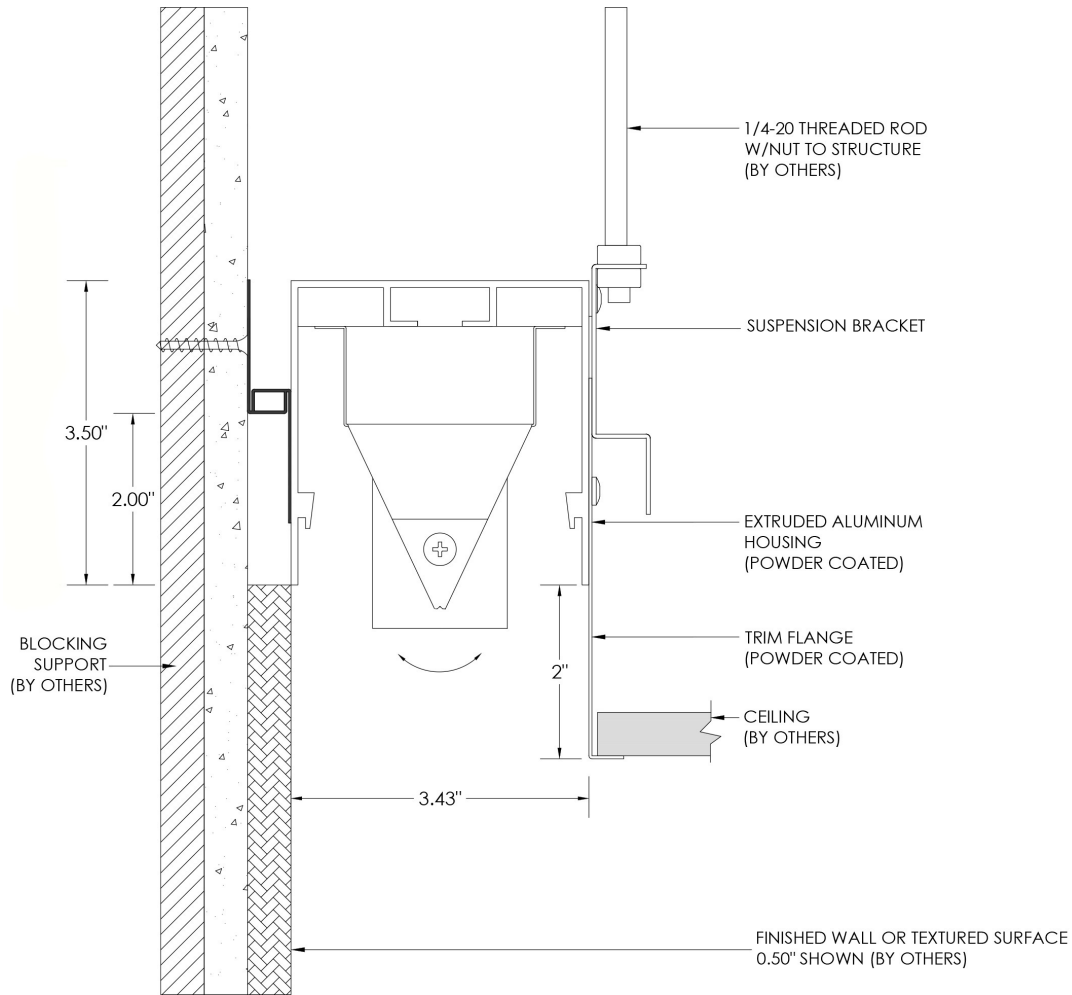 1/4-20 THREADED ROD
W/NUT TO STRUCTURE
(BY OTHERS)
SUSPENSION BRACKET
3.50"
2.00"
EXTRUDED ALUMINUM
HOUSING
(POWDER COATED)
BLOCKING
SUPPORT
(BY OTHERS)
TRIM FLANGE
(POWDER COATED)
2"
CEILING
(BY OTHERS)
3.43"
FINISHED WALL OR TEXTURED SURFACE
0.50" SHOWN (BY OTHERS)